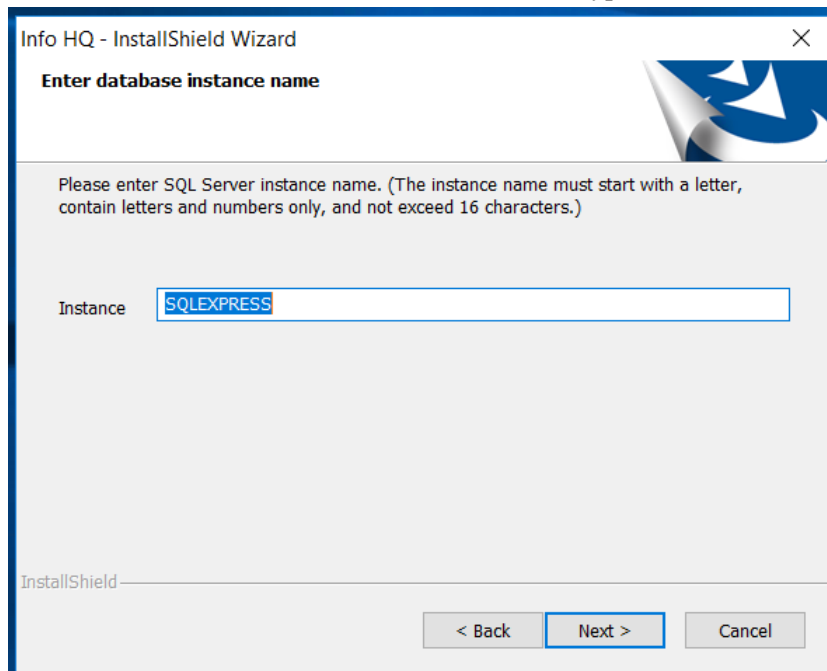 Info HQ - InstallShield Wizard
Enter database instance name
Please enter SQL Server instance name. (The instance name must start with a letter,
contain letters and numbers only, and not exceed 16 characters.)
Instance SQLEXPRESS
InstallShield
< Back Next > Cancel